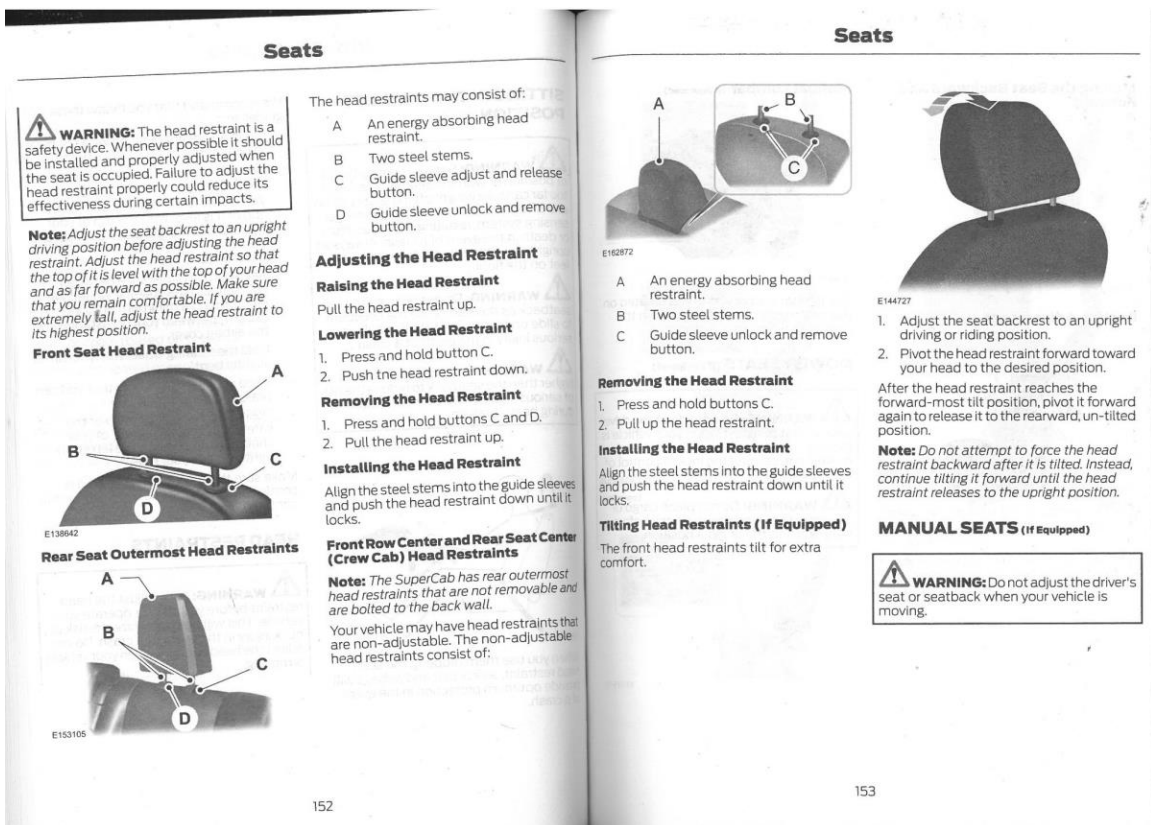 Seats
WARNING: The head restraint is a
safety device. Whenever possible it should
be installed and properly adjusted when
the seat is occupied. Failure to adjust the
head restraint properly could reduce its
effectiveness during certain impacts.
Note: Adjust the seat backrest to an upright
driving position before adjusting the head
restraint. Adjust the head restraint so that
the top of it is level with the top of your head
and as far forward as possible. Make sure
that you remain comfortable. If you are
extremely tall, adjust the head restraint to
its highest position.
Front Seat Head Restraint
A
B
C
D
E138642
Rear Seat Outermost Head Restraints
A
B
C
D
E153105
The head restraints may consist of:
A An energy absorbing head
restraint.
B Two steel stems.
C Guide sleeve adjust and release
button.
D Guide sleeve unlock and remove
button.
Adjusting the Head Restraint
Raising the Head Restraint
Pull the head restraint up.
Lowering the Head Restraint
1. Press and hold button C.
2. Push the head restraint down.
Removing the Head Restraint
1. Press and hold buttons C and D.
2. Pull the head restraint up.
Installing the Head Restraint
Align the steel stems into the guide sleeves
and push the head restraint down until it
locks.
Front Row Center and Rear Seat Center
(Crew Cab) Head Restraints
Note: The SuperCab has rear outermost
head restraints that are not removable and
are bolted to the back wall.
Your vehicle may have head restraints that
are non-adjustable. The non-adjustable
head restraints consist of:
152
Seats
A
B
C
E162872
A An energy absorbing head
restraint.
B Two steel stems.
C Guide sleeve unlock and remove
button.
Removing the Head Restraint
1. Press and hold buttons C.
2. Pull up the head restraint.
Installing the Head Restraint
Align the steel stems into the guide sleeves
and push the head restraint down until it
locks.
Tilting Head Restraints (If Equipped)
The front head restraints tilt for extra
comfort.
E144727
1. Adjust the seat backrest to an upright
driving or riding position.
2. Pivot the head restraint forward toward
your head to the desired position.
After the head restraint reaches the
forward-most tilt position, pivot it forward
again to release it to the rearward, un-tilted
position.
Note: Do not attempt to force the head
restraint backward after it is tilted. Instead,
continue tilting it forward until the head
restraint releases to the upright position.
MANUAL SEATS (If Equipped)
WARNING: Do not adjust the driver's
seat or seatback when your vehicle is
moving.
153